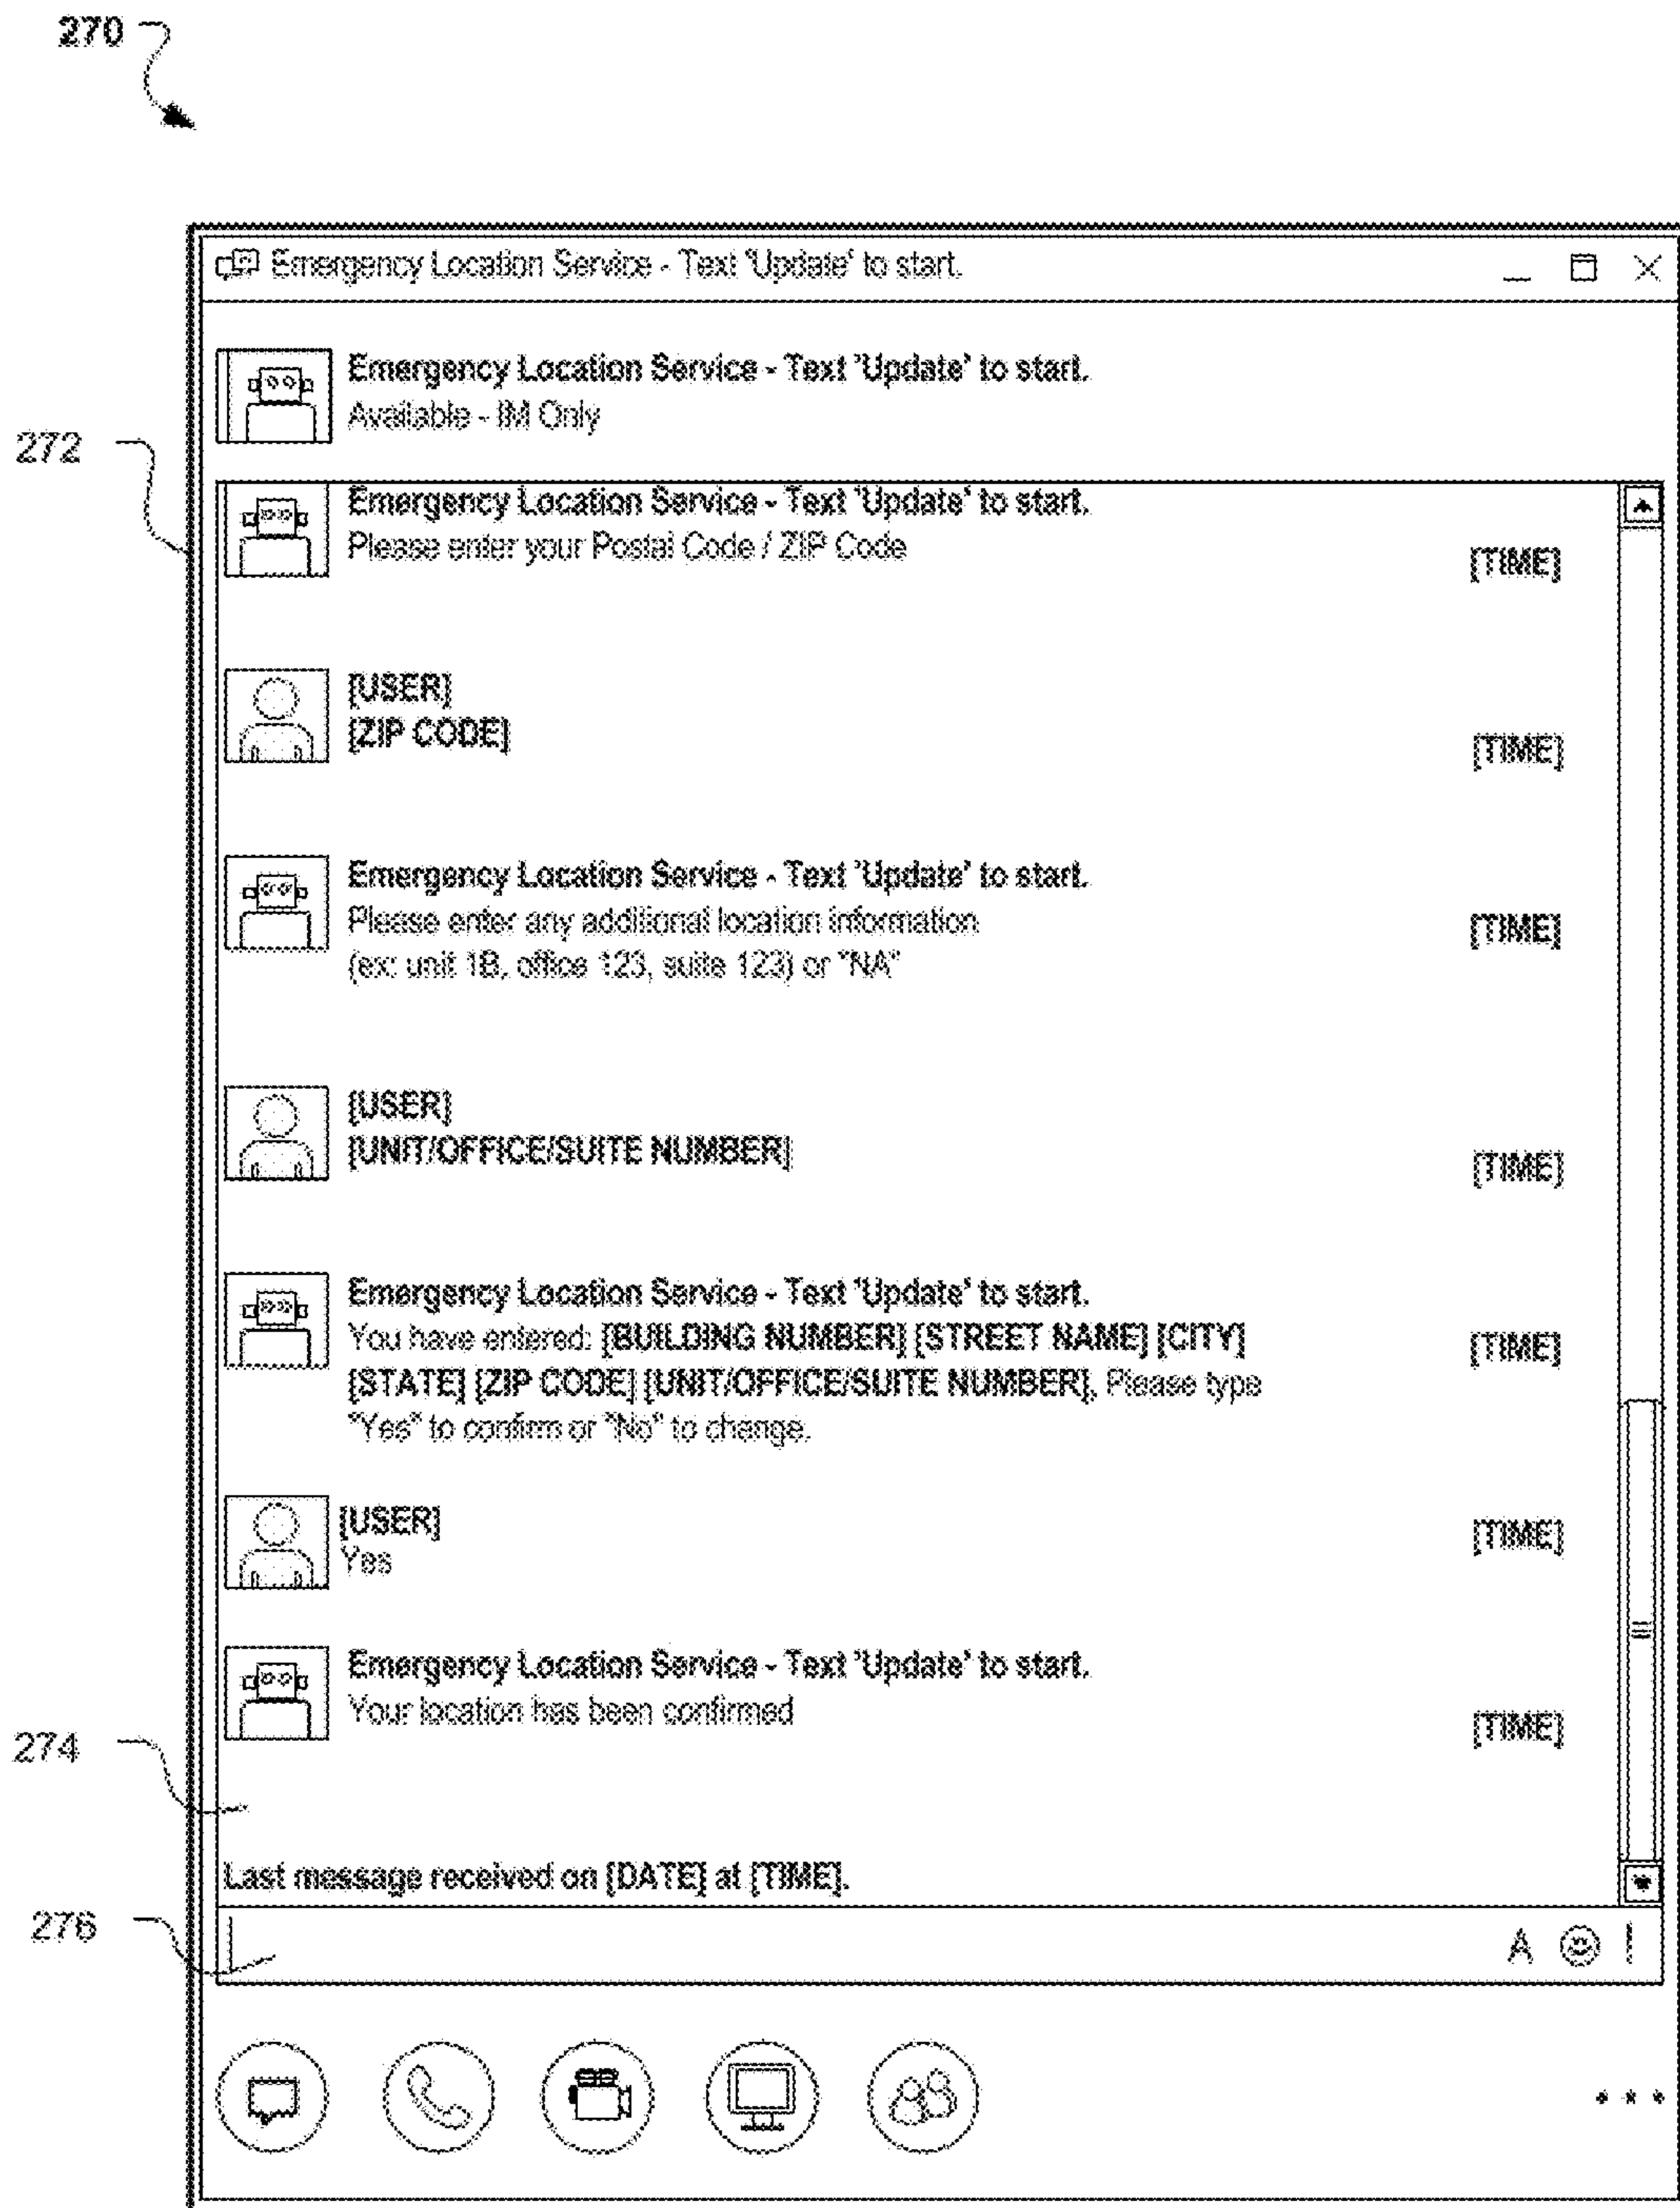 270
Emergency Location Service - Text 'Update' to start.
Emergency Location Service - Text 'Update' to start.
Available - IM Only
272
Emergency Location Service - Text 'Update' to start.
Please enter your Postal Code / ZIP Code
[TIME]
[USER]
[ZIP CODE]
[TIME]
Emergency Location Service - Text 'Update' to start.
Please enter any additional location information
[TIME]
(ex: unit 1B, office 123, suite 123) or "NA"
[USER]
[UNIT/OFFICE/SUITE NUMBER]
[TIME]
Emergency Location Service - Text 'Update' to start.
You have entered: [BUILDING NUMBER] [STREET NAME] [CITY]
[TIME]
[STATE] [ZIP CODE] [UNIT/OFFICE/SUITE NUMBER], Please type
"Yes" to confirm or "No" to change.
[USER]
[TIME]
Yes
Emergency Location Service - Text 'Update' to start.
Your location has been confirmed
[TIME]
274
Last message received on [DATE] at [TIME].
276
A !